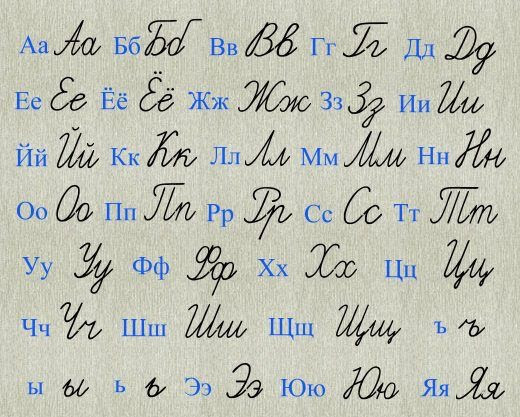 Аа Аа Бб Бб Вв Вв Гг Гг Дд Дд
Ее Ее Ёё Ёё Жж Жж Зз Зз Ии Ии
Йй Йй Кк Кк Лл Лл Мм Мм Нн Нн
Оо Оо Пп Пп Рр Рр Сс Сс Тт Тт
Уу Уу Фф Фф Хх Хх Цц Цц
Чч Чч Шш Шш Щщ Щщ ъ ъ
ы ы ь ь Ээ Ээ Юю Юю Яя Яя